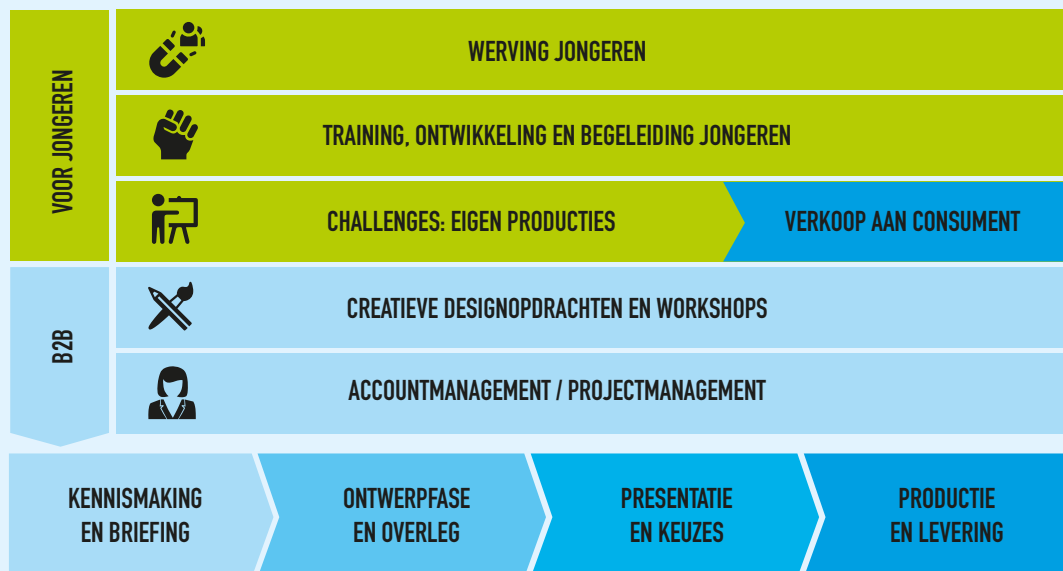 VOOR JONGEREN
WERVING JONGEREN
TRAINING, ONTWIKKELING EN BEGELEIDING JONGEREN
CHALLENGES: EIGEN PRODUCTIES
VERKOOP AAN CONSUMENT
B2B
CREATIEVE DESIGNOPDRACHTEN EN WORKSHOPS
ACCOUNTMANAGEMENT / PROJECTMANAGEMENT
KENNISMAKING
EN BRIEFING
ONTWERPFASE
EN OVERLEG
PRESENTATIE
EN KEUZES
PRODUCTIE
EN LEVERING